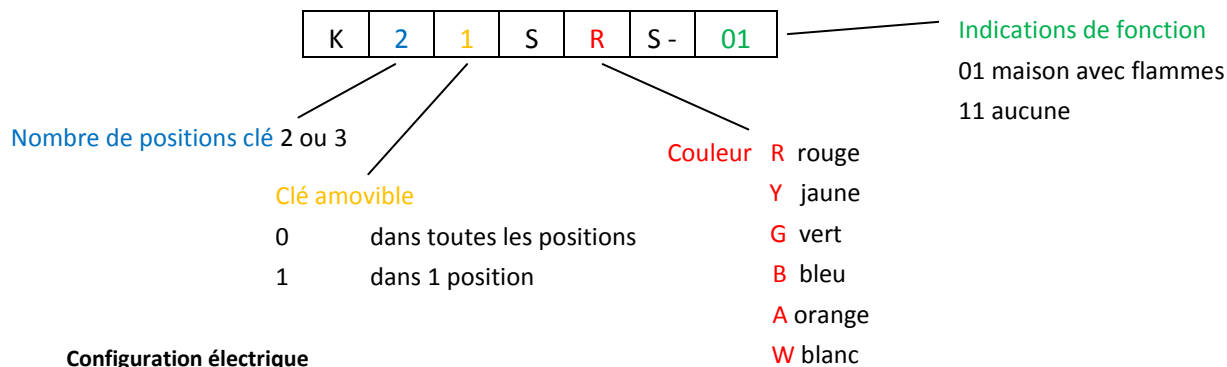 K 2 1 S R S - 01
Indications de fonction
01 maison avec flammes
11 aucune
Nombre de positions clé 2 ou 3
Couleur R rouge
Y jaune
G vert
B bleu
A orange
W blanc
Clé amovible
0 dans toutes les positions
1 dans 1 position
Configuration électrique